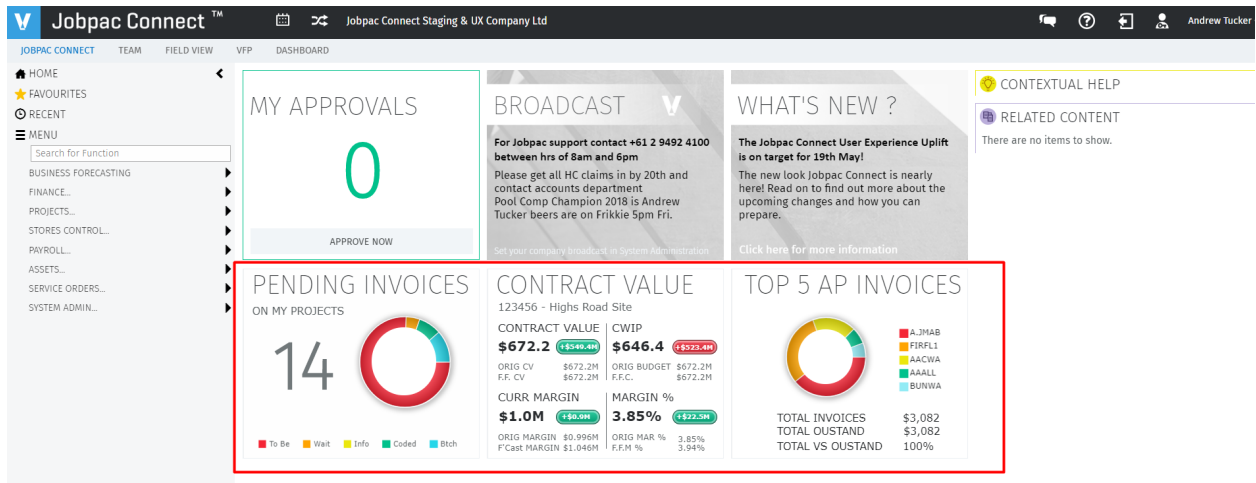 Jobpac Connect ™
Jobpac Connect Staging & UX Company Ltd
Andrew Tucker
JOBPAC CONNECT TEAM FIELD VIEW VFP DASHBOARD
HOME
FAVOURITES
RECENT
MENU
Search for Function
BUSINESS FORECASTING
FINANCE...
PROJECTS...
STORES CONTROL...
PAYROLL...
ASSETS...
SERVICE ORDERS...
SYSTEM ADMIN...
MY APPROVALS
0
APPROVE NOW
BROADCAST
For Jobpac support contact +61 2 9492 4100
between hrs of 8am and 6pm
Please get all HC claims in by 20th and
contact accounts department
Pool Comp Champion 2018 is Andrew
Tucker beers are on Frikkie 5pm Fri.
Set your company broadcast in System Administration
WHAT'S NEW ?
The Jobpac Connect User Experience Uplift
is on target for 19th May!
The new look Jobpac Connect is nearly
here! Read on to find out more about the
upcoming changes and how you can
prepare.
Click here for more information
CONTEXTUAL HELP
RELATED CONTENT
There are no items to show.
PENDING INVOICES
ON MY PROJECTS
14
To Be Wait Info Coded Btch
CONTRACT VALUE
123456 - Highs Road Site
CONTRACT VALUE CWIP
$672.2 +$549.4M $646.4 +$523.4M
ORIG CV $672.2M ORIG BUDGET $672.2M
F.F. CV $672.2M F.F.C. $672.2M
CURR MARGIN MARGIN %
$1.0M +$0.9M 3.85% +$22.5M
ORIG MARGIN $0.996M ORIG MAR % 3.85%
F'Cast MARGIN $1.046M F.F.M % 3.94%
TOP 5 AP INVOICES
AJMAB
FIRFL1
AACWA
AAALL
BUNWA
TOTAL INVOICES $3,082
TOTAL OUSTAND $3,082
TOTAL VS OUSTAND 100%